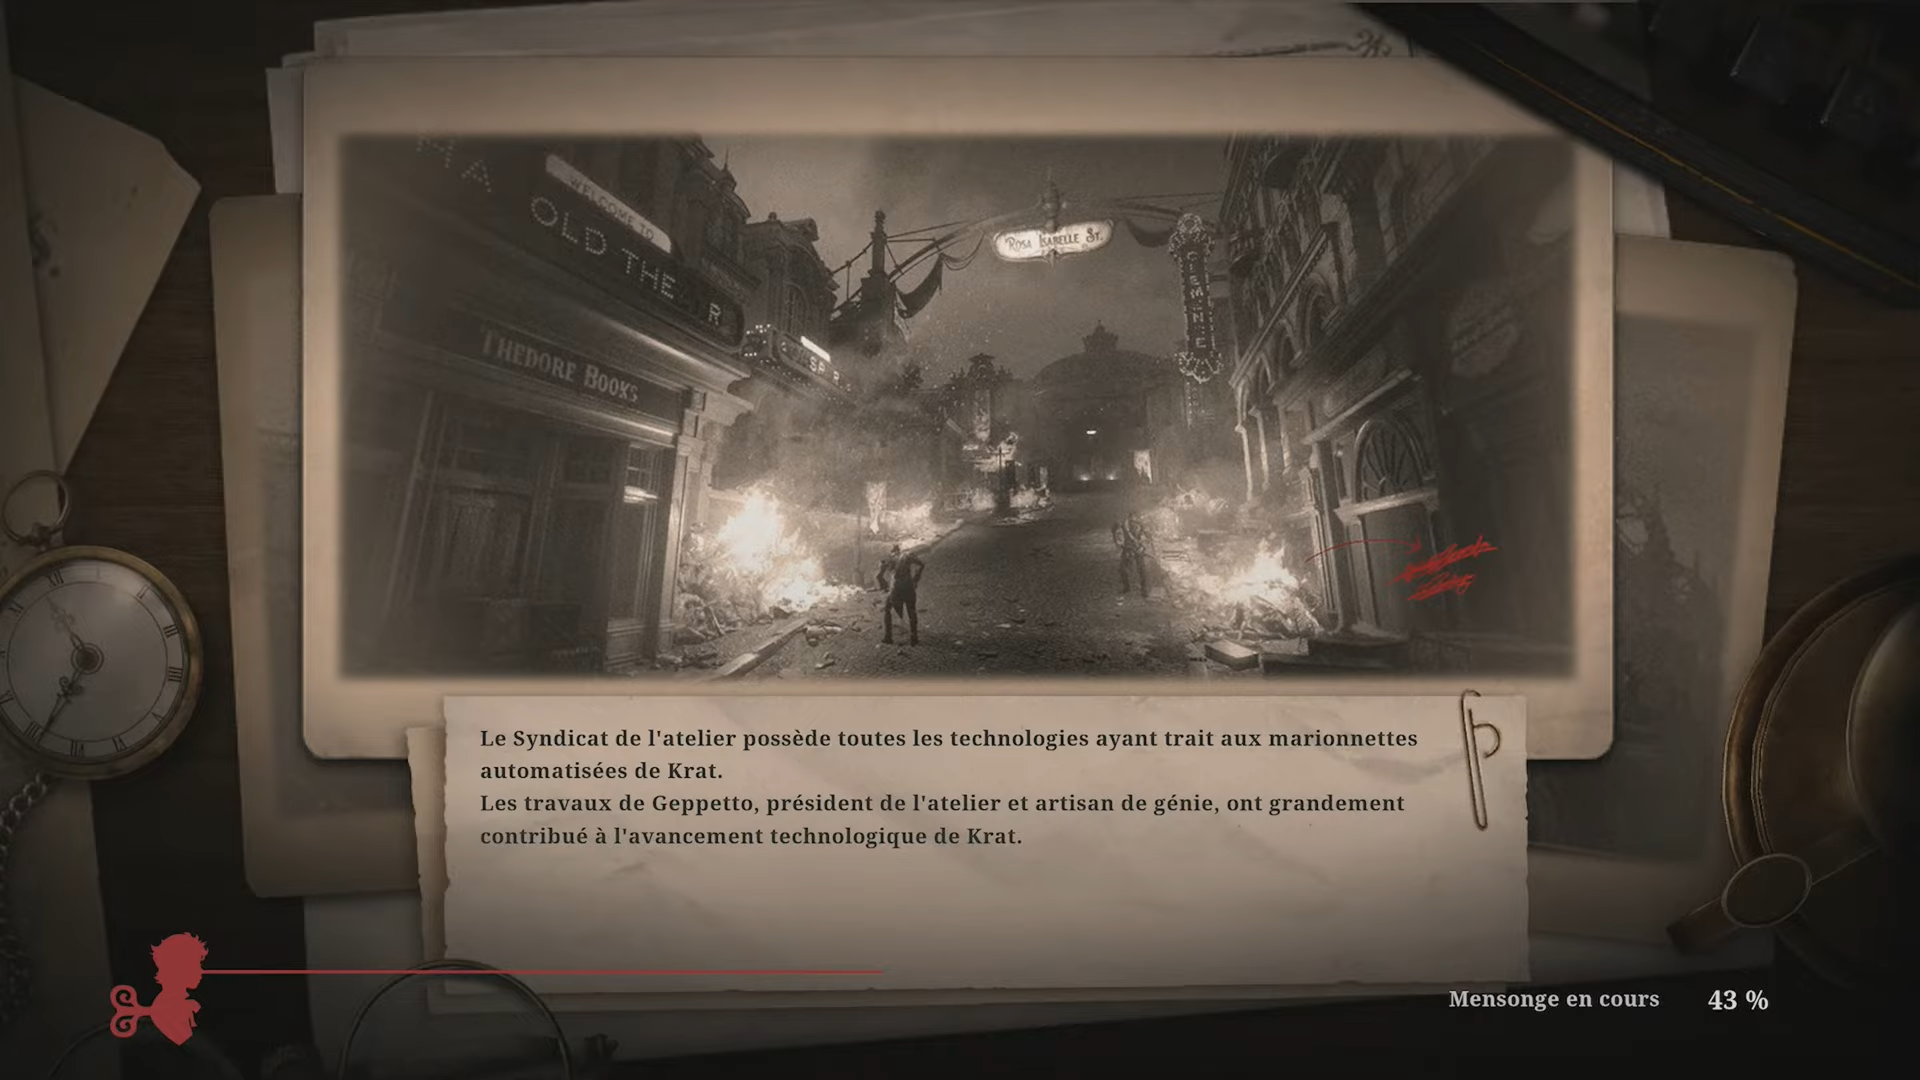 WELCOME TO
OLD THE R
THEDORE BOOKS
ROSA ISABELLE ST.
Le Syndicat de l'atelier possède toutes les technologies ayant trait aux marionnettes
automatisées de Krat.
Les travaux de Geppetto, président de l'atelier et artisan de génie, ont grandement
contribué à l'avancement technologique de Krat.
Mensonge en cours 43 %